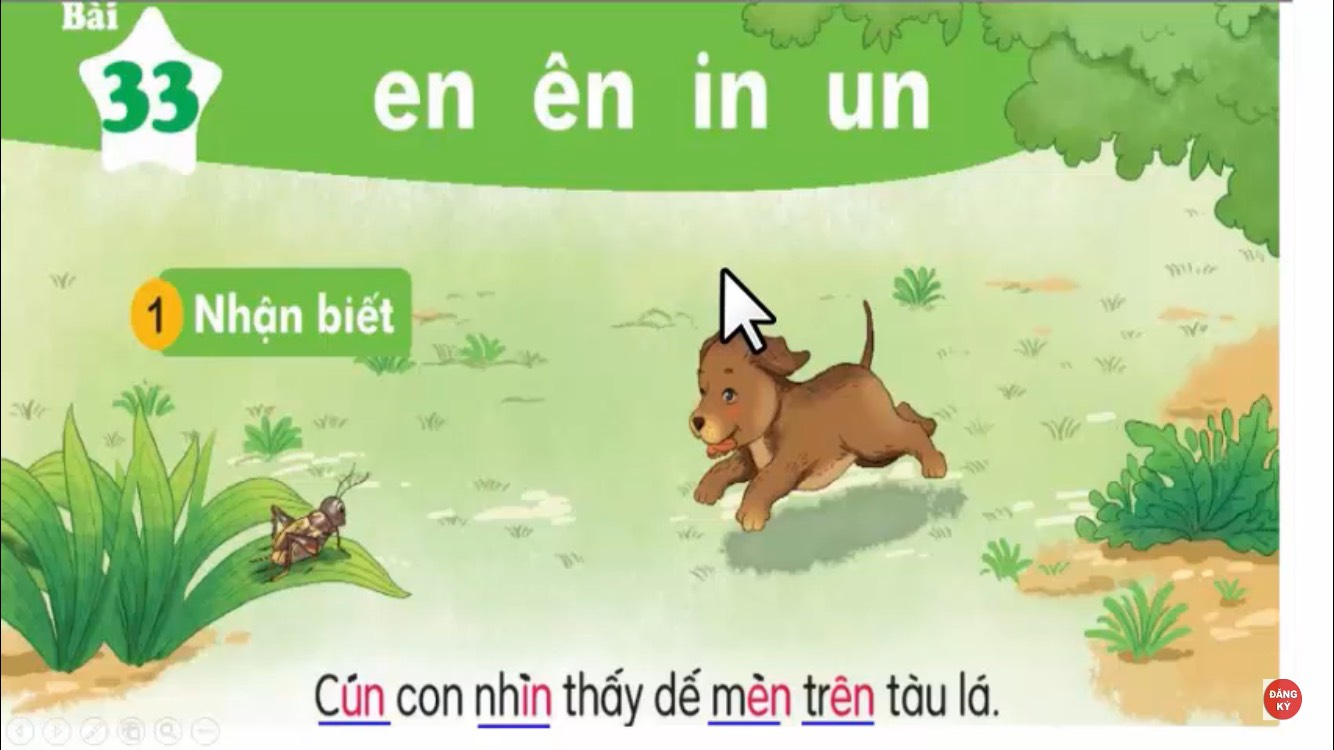 Bài
33
en ên in un
1 Nhận biết
Cún con nhìn thấy dế mèn trên tàu lá.
ĐĂNG
KÝ